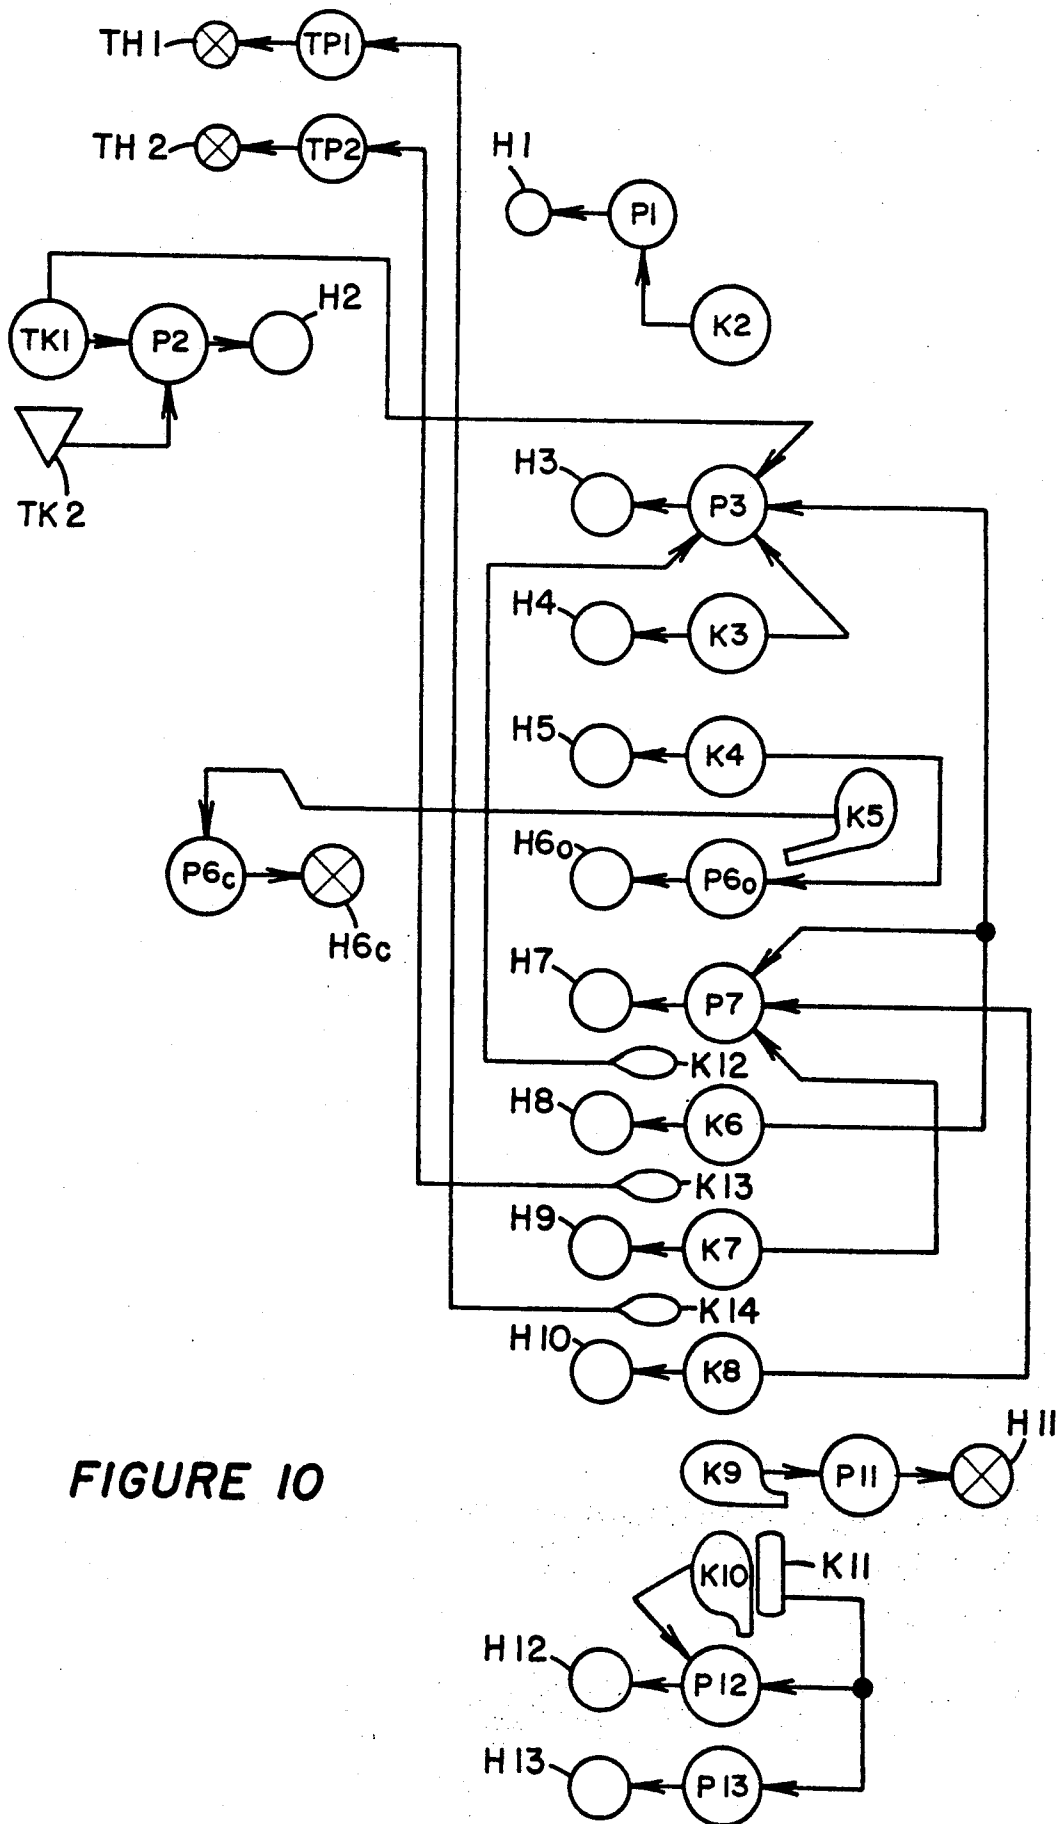 TH1 TP1
TH2 TP2
H1
P1
K2
H2
TK1 P2
TK2
H3
P3
H4
K3
H5
K4
K5
H6o
P6o
P6c
H6c
H7
P7
K12
H8
K6
K13
H9
K7
K14
H10
K8
H11
K9 P11
FIGURE 10
K10 K11
H12
P12
H13
P13